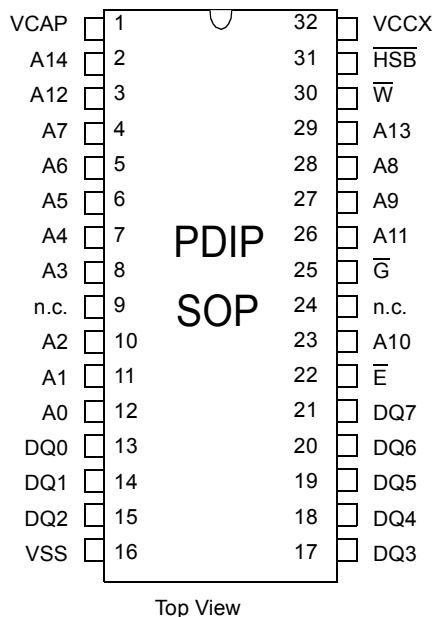 VCAP 1 32 VCCX
A14 2 31 H̅S̅B̅
A12 3 30 W̅
A7 4 29 A13
A6 5 28 A8
A5 6 27 A9
A4 7 26 A11
PDIP
A3 8 25 G̅
n.c. 9 24 n.c.
SOP
A2 10 23 A10
A1 11 22 E̅
A0 12 21 DQ7
DQ0 13 20 DQ6
DQ1 14 19 DQ5
DQ2 15 18 DQ4
VSS 16 17 DQ3
Top View